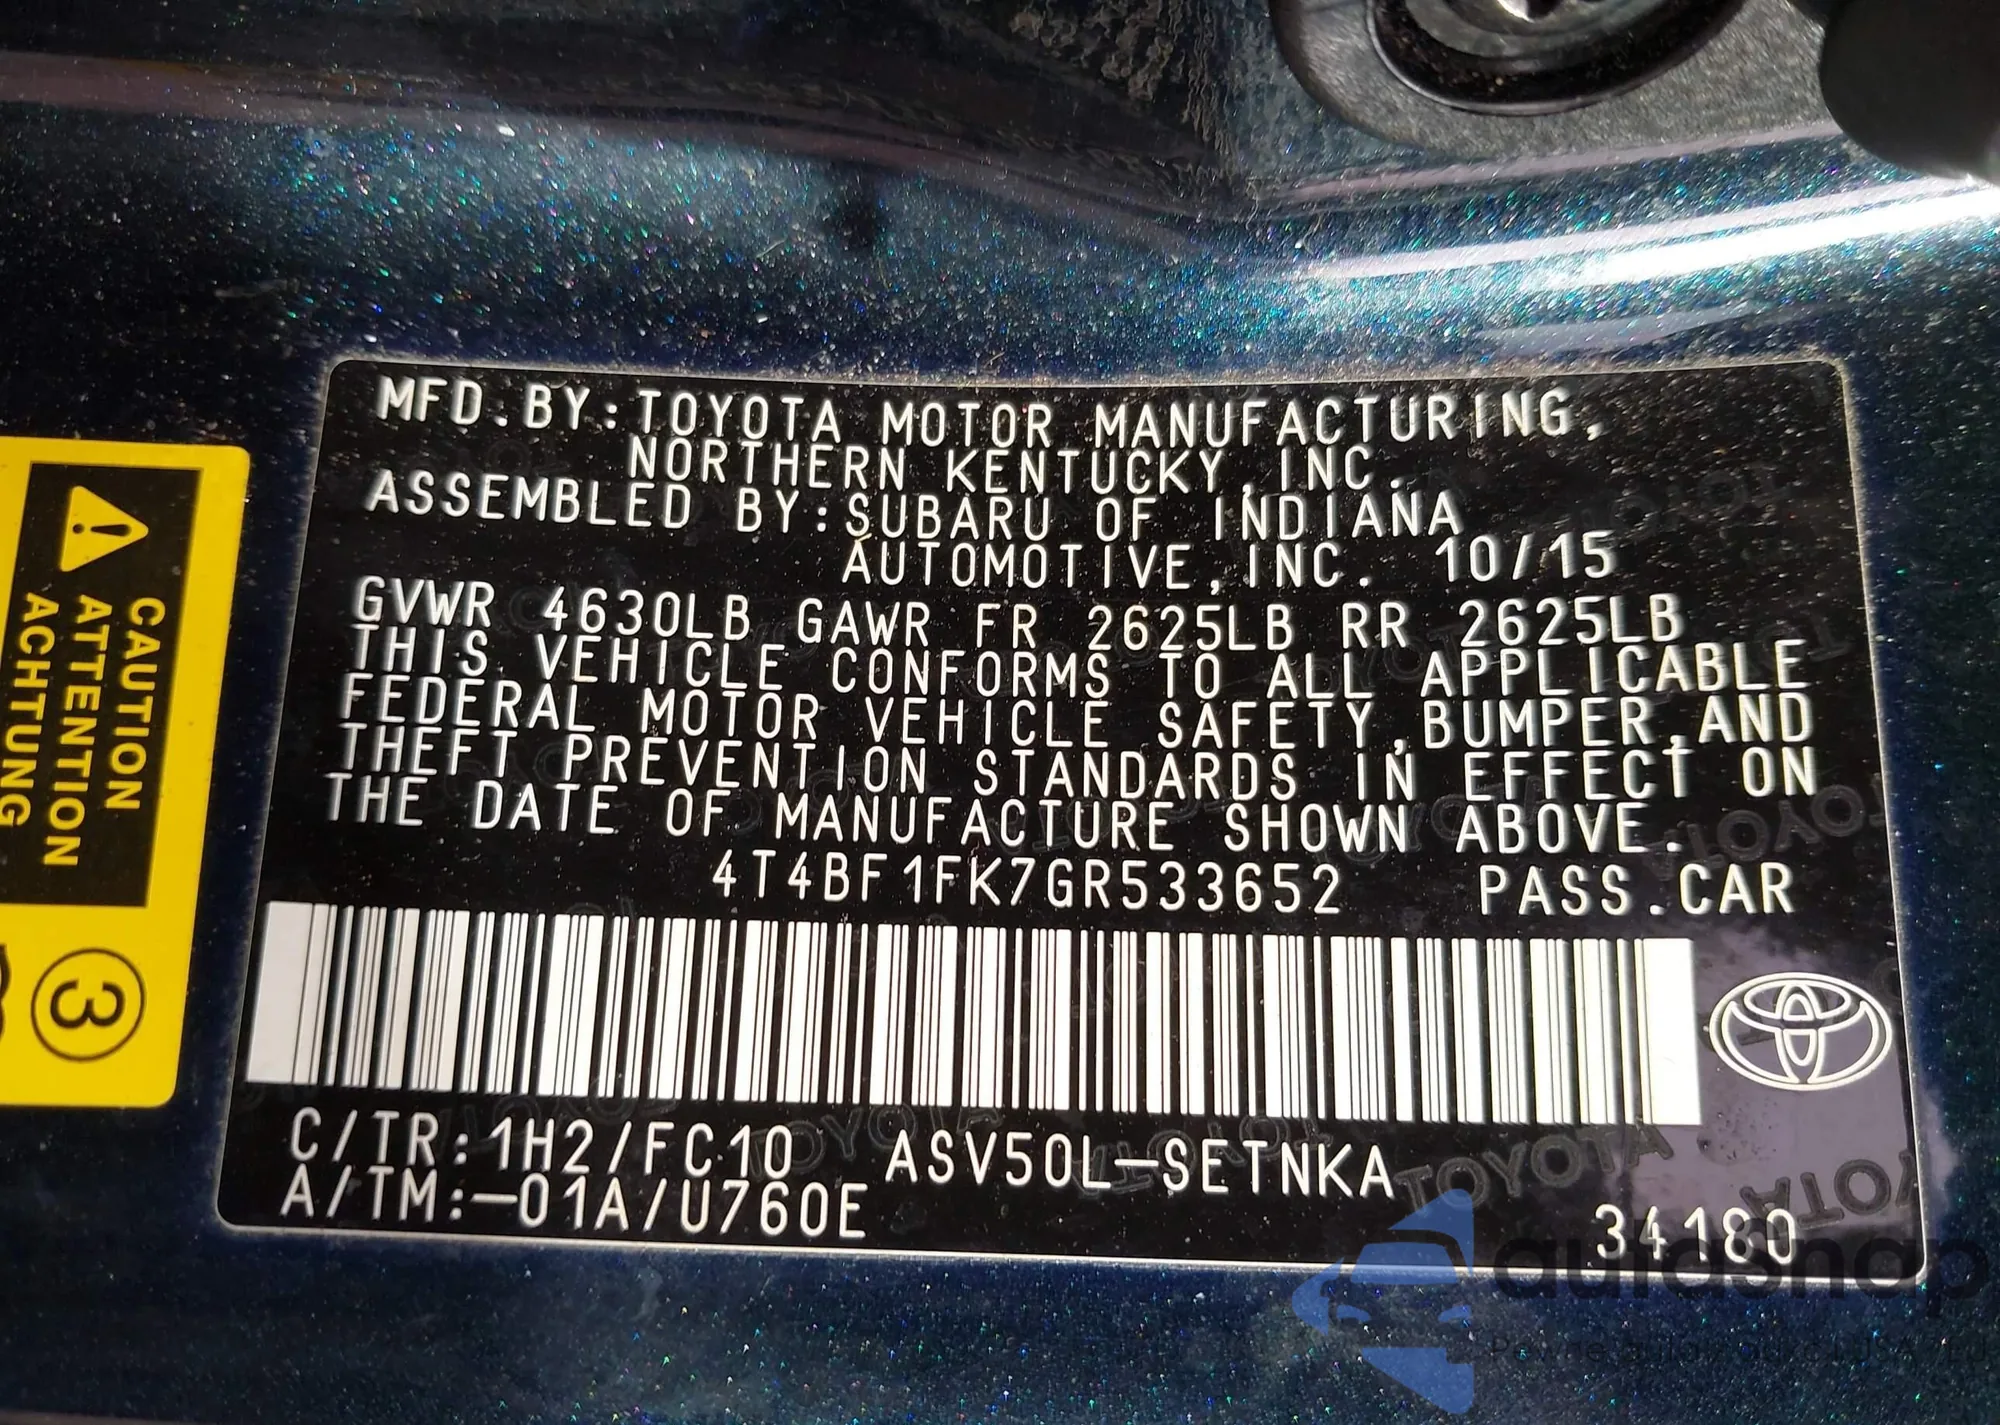 MFD.BY:TOYOTA MOTOR MANUFACTURING,
NORTHERN KENTUCKY,INC.
ASSEMBLED BY:SUBARU OF INDIANA
AUTOMOTIVE,INC. 10/15
GVWR 4630LB GAWR FR 2625LB RR 2625LB
THIS VEHICLE CONFORMS TO ALL APPLICABLE
FEDERAL MOTOR VEHICLE SAFETY,BUMPER,AND
THEFT PREVENTION STANDARDS IN EFFECT ON
THE DATE OF MANUFACTURE SHOWN ABOVE.
4T4BF1FK7GR533652 PASS.CAR
C/TR:1H2/FC10 ASV50L-SETNKA
A/TM:-01A/U760E
34180
CAUTION
ATTENTION
ACHTUNG
3
autosnap